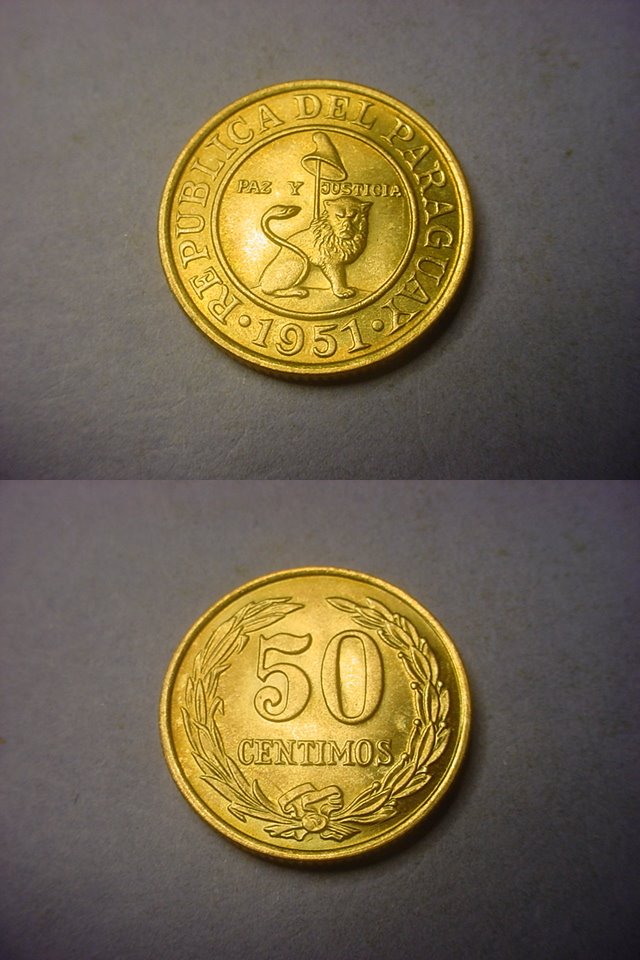 REPUBLICA DEL PARAGUAY
PAZ Y JUSTICIA
· 1951 ·
50
CENTIMOS